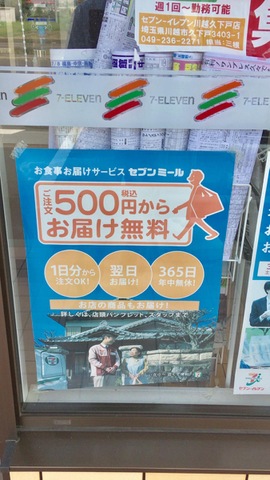 週1回～勤務可能
セブン-イレブン川越久下戸店
埼玉県川越市久下戸3403-1
049-236-2271
7-ELEVEN
7-ELEVEN
お食事お届けサービス セブンミール
ご注文
500円から
税込
お届け無料
1日分から
注文OK!
翌日
お届け!
365日
年中無休!
お店の商品もお届け!
詳しくは、店頭パンフレット、スタッフまで